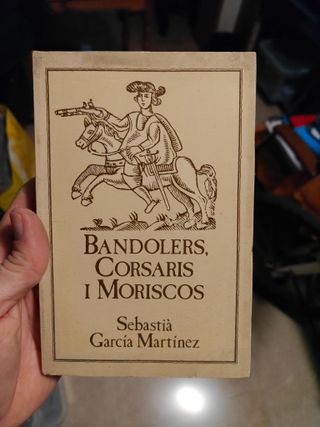 BANDOLERS,
CORSARIS
I MORISCOS
Sebastià
García Martínez